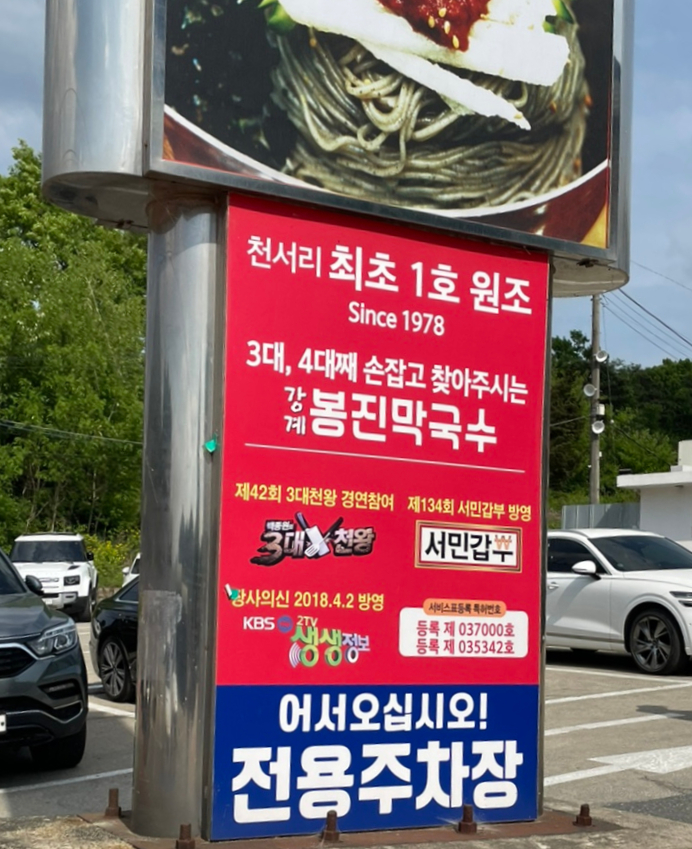 천서리 최초 1호 원조
Since 1978
3대, 4대째 손잡고 찾아주시는
강계 봉진막국수
제42회 3대천왕 경연참여
백종원의 3대천왕
제134회 서민갑부 방영
서민갑부
장사의신 2018.4.2 방영
KBS 2TV
생생정보
서비스표등록 특허번호
등록 제 037000호
등록 제 035342호
어서오십시오!
전용주차장